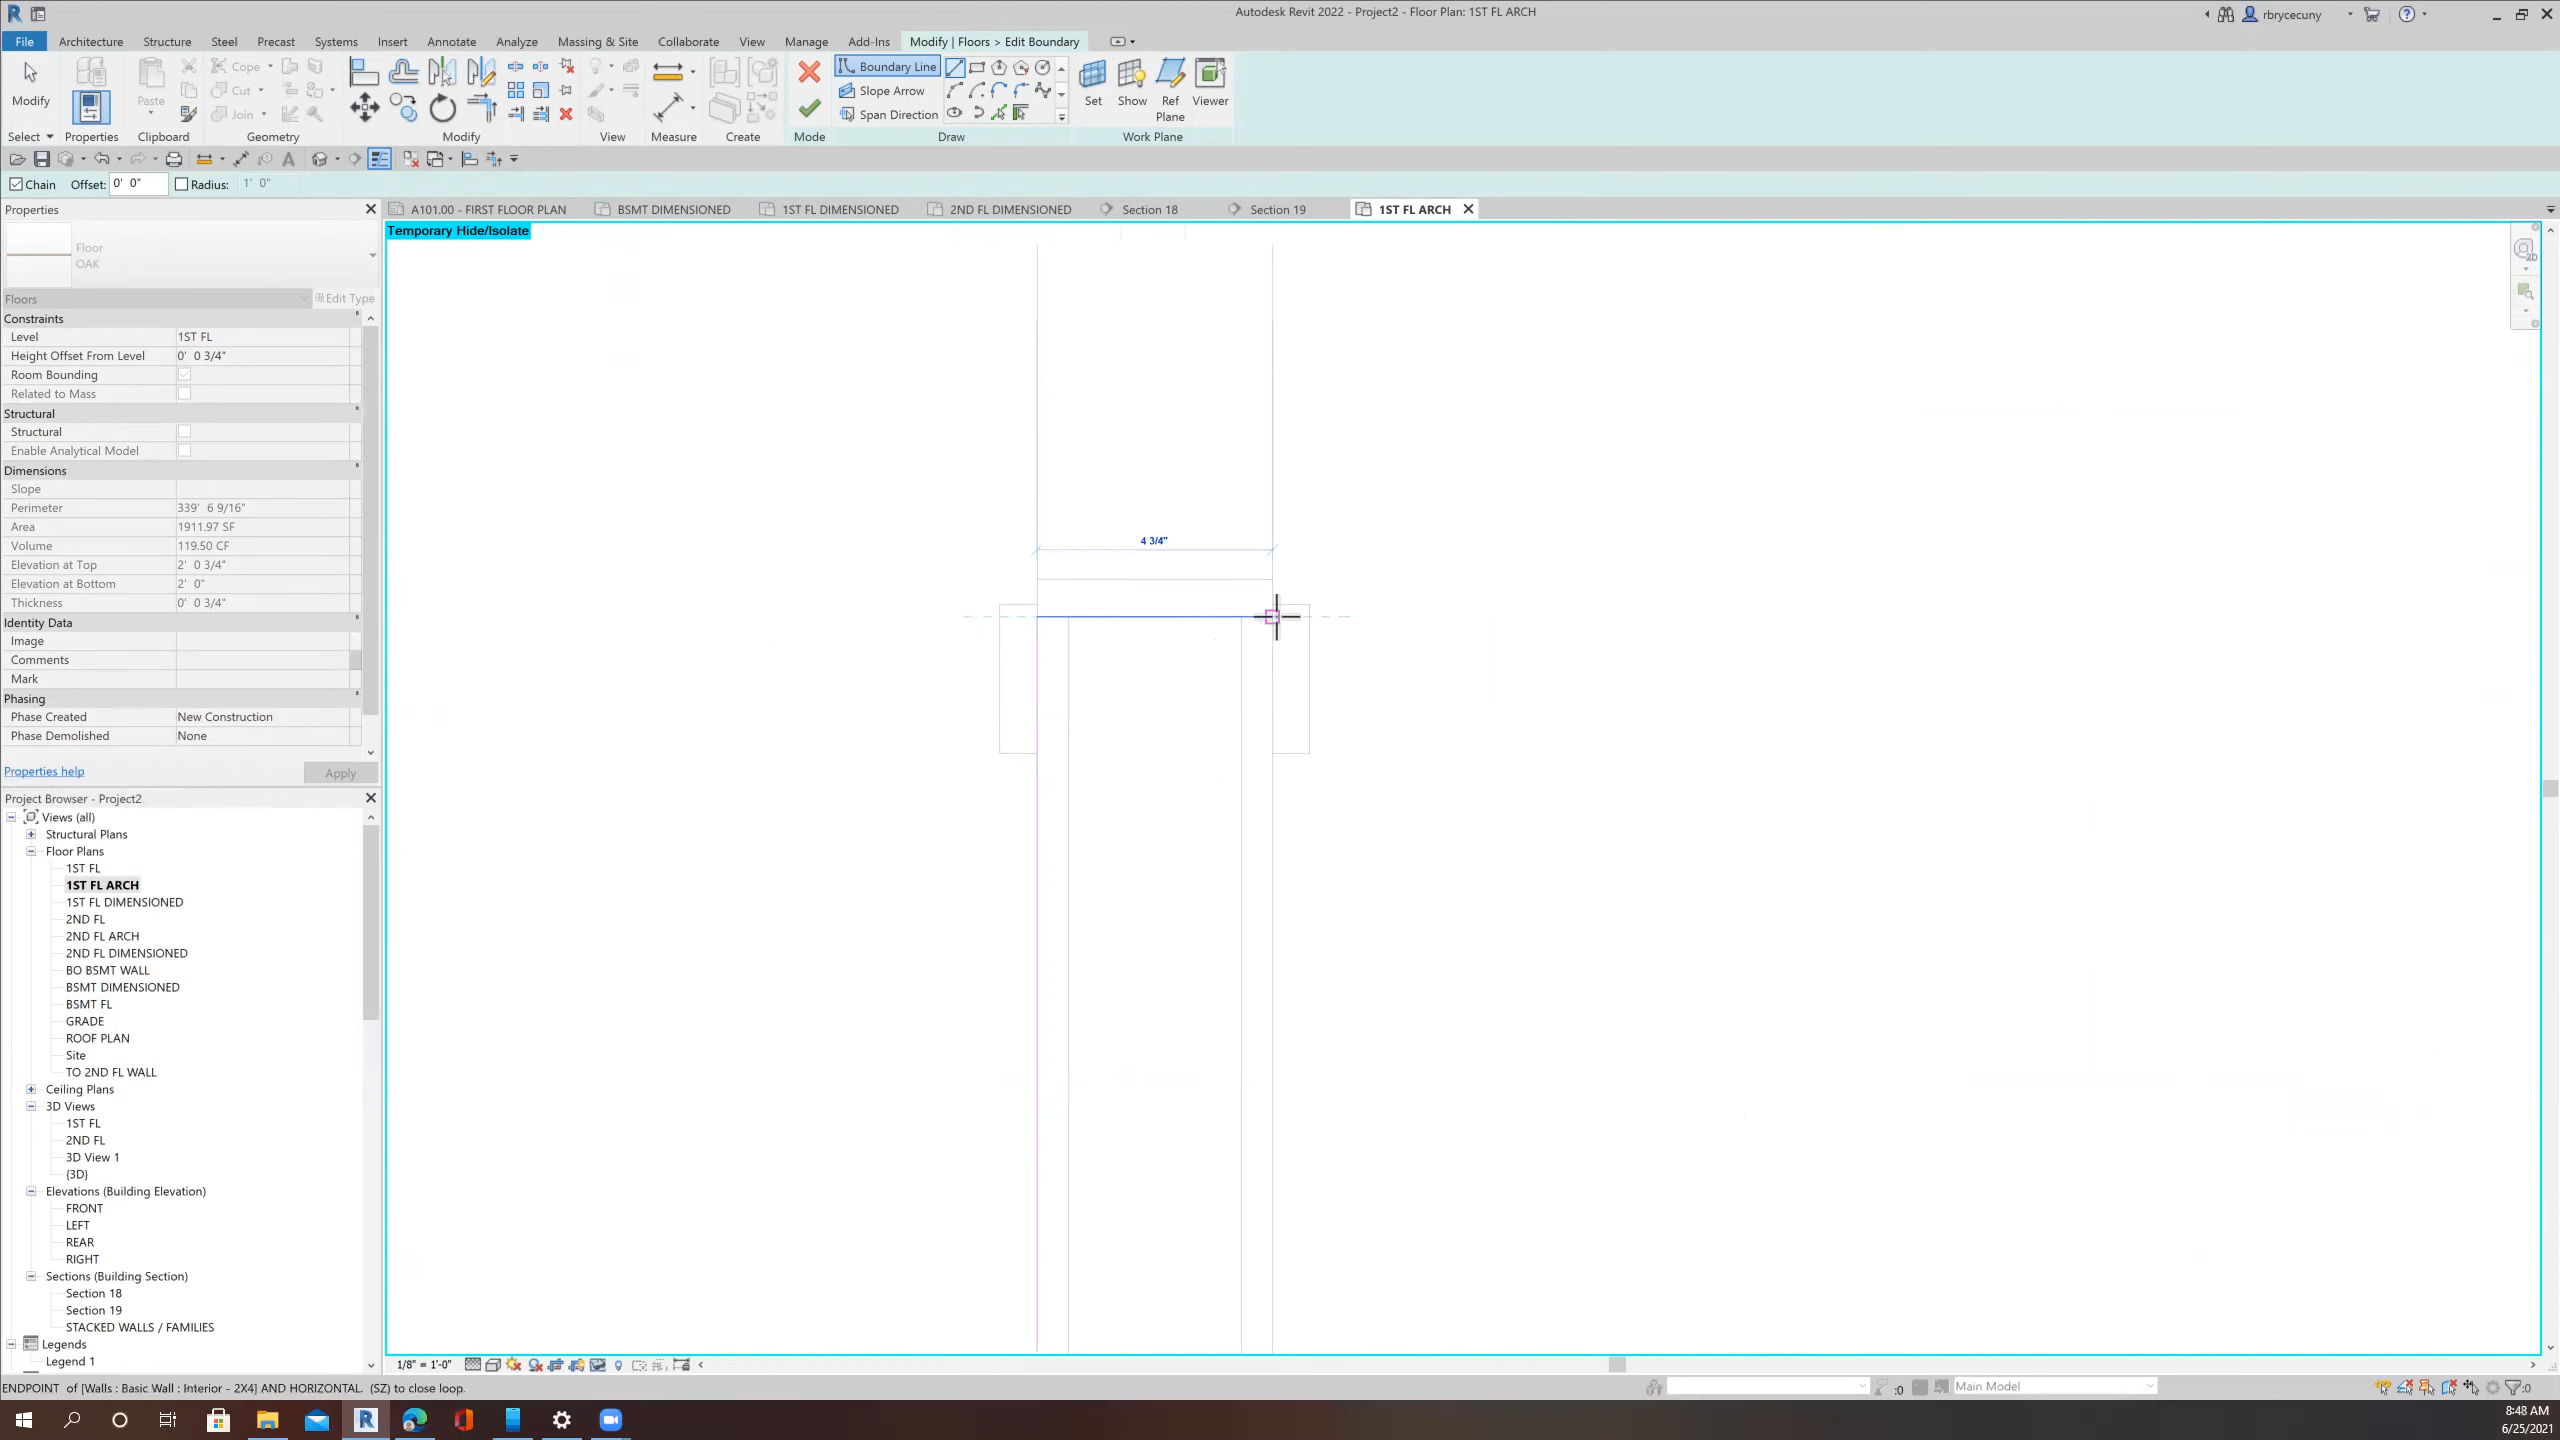 Autodesk Revit 2022 - Project2 - Floor Plan: 1ST FL ARCH
rbrycecuny
File Architecture Structure Steel Precast Systems Insert Annotate Analyze Massing & Site Collaborate View Manage Add-Ins Modify | Floors > Edit Boundary
Modify
Paste
Cope
Cut
Join
Boundary Line
Slope Arrow
Span Direction
Set Show Ref Plane Viewer
Select Properties Clipboard Geometry Modify View Measure Create Mode Draw Work Plane
Chain Offset: 0' 0" Radius: 1' 0"
Properties
A101.00 - FIRST FLOOR PLAN BSMT DIMENSIONED 1ST FL DIMENSIONED 2ND FL DIMENSIONED Section 18 Section 19 1ST FL ARCH
Temporary Hide/Isolate
Floor
OAK
Floors Edit Type
Constraints
Level 1ST FL
Height Offset From Level 0' 0 3/4"
Room Bounding
Related to Mass
Structural
Structural
Enable Analytical Model
Dimensions
Slope
Perimeter 339' 6 9/16"
Area 1911.97 SF
Volume 119.50 CF
Elevation at Top 2' 0 3/4"
Elevation at Bottom 2' 0"
Thickness 0' 0 3/4"
Identity Data
Image
Comments
Mark
Phasing
Phase Created New Construction
Phase Demolished None
Properties help Apply
4 3/4"
Project Browser - Project2
Views (all)
Structural Plans
Floor Plans
1ST FL
1ST FL ARCH
1ST FL DIMENSIONED
2ND FL
2ND FL ARCH
2ND FL DIMENSIONED
BO BSMT WALL
BSMT DIMENSIONED
BSMT FL
GRADE
ROOF PLAN
Site
TO 2ND FL WALL
Ceiling Plans
3D Views
1ST FL
2ND FL
3D View 1
{3D}
Elevations (Building Elevation)
FRONT
LEFT
REAR
RIGHT
Sections (Building Section)
Section 18
Section 19
STACKED WALLS / FAMILIES
Legends
Legend 1
1/8" = 1'-0"
ENDPOINT of [Walls : Basic Wall : Interior - 2X4] AND HORIZONTAL. (SZ) to close loop.
:0 Main Model :0
8:48 AM
6/25/2021